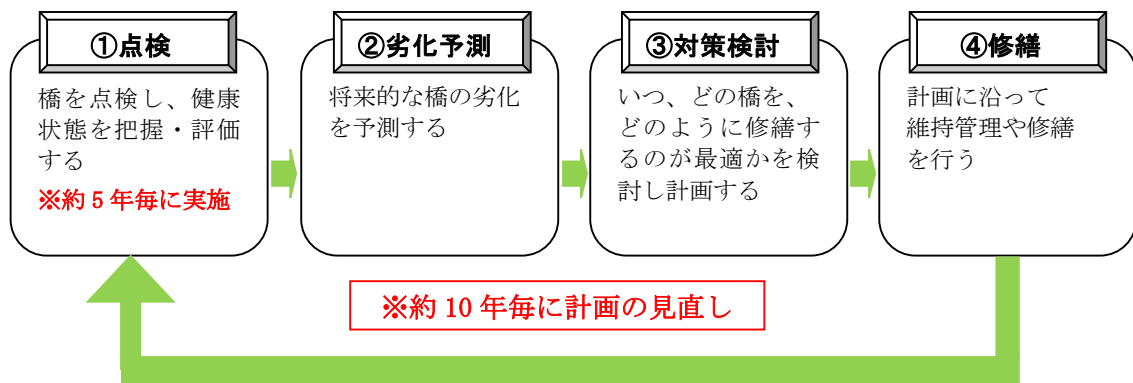 ①点検
橋を点検し、健康
状態を把握・評価
する
※約5年毎に実施
②劣化予測
将来的な橋の劣化
を予測する
③対策検討
いつ、どの橋を、
どのように修繕す
るのが最適かを検
討し計画する
④修繕
計画に沿って
維持管理や修繕
を行う
※約10年毎に計画の見直し